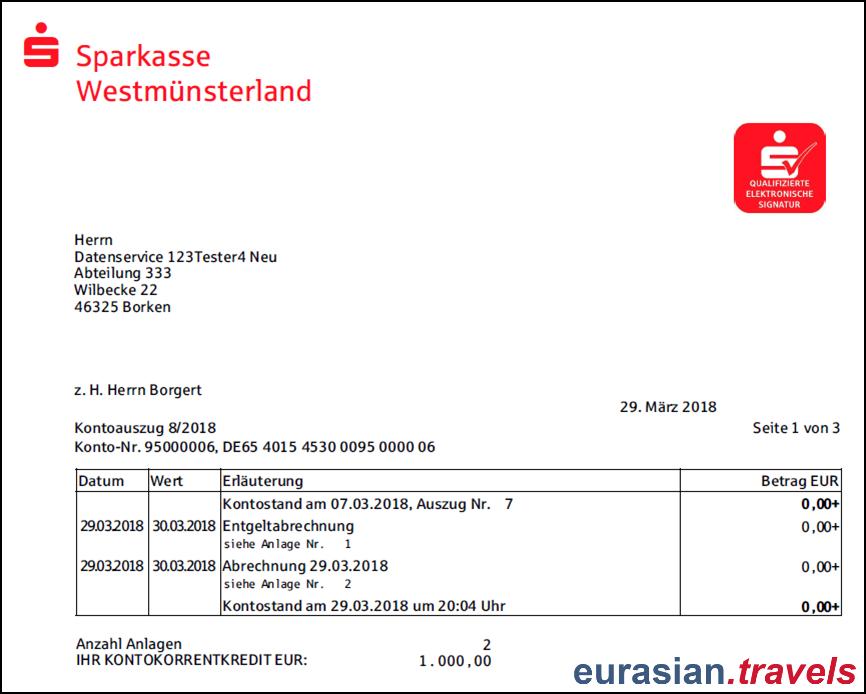 Sparkasse
Westmünsterland
QUALIFIZIERTE
ELEKTRONISCHE
SIGNATUR
Herrn
Datenservice 123Tester4 Neu
Abteilung 333
Wilbecke 22
46325 Borken
z. H. Herrn Borgert
29. März 2018
Kontoauszug 8/2018 Seite 1 von 3
Konto-Nr. 95000006, DE65 4015 4530 0095 0000 06
Datum Wert Erläuterung Betrag EUR
Kontostand am 07.03.2018, Auszug Nr. 7 0,00+
29.03.2018 30.03.2018 Entgeltabrechnung 0,00+
siehe Anlage Nr. 1
29.03.2018 30.03.2018 Abrechnung 29.03.2018 0,00+
siehe Anlage Nr. 2
Kontostand am 29.03.2018 um 20:04 Uhr 0,00+
Anzahl Anlagen 2
IHR KONTOKORRENTKREDIT EUR: 1.000,00
eurasian.travels